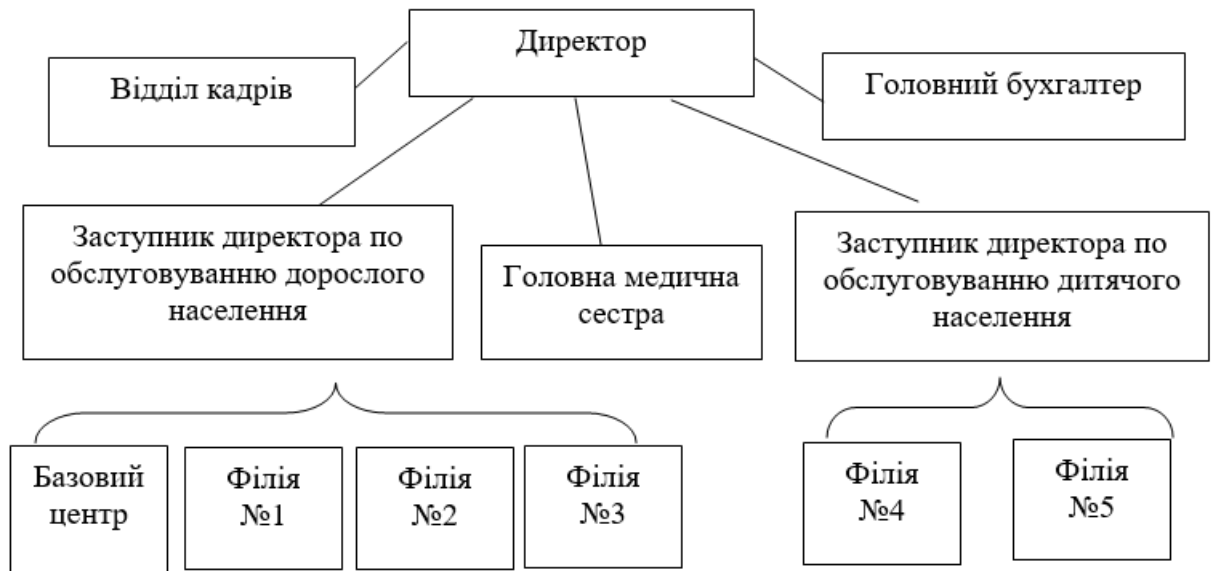 Директор
Відділ кадрів
Головний бухгалтер
Заступник директора по
обслуговуванню дорослого
населення
Головна медична
сестра
Заступник директора по
обслуговуванню дитячого
населення
Базовий
центр
Філія
№1
Філія
№2
Філія
№3
Філія
№4
Філія
№5